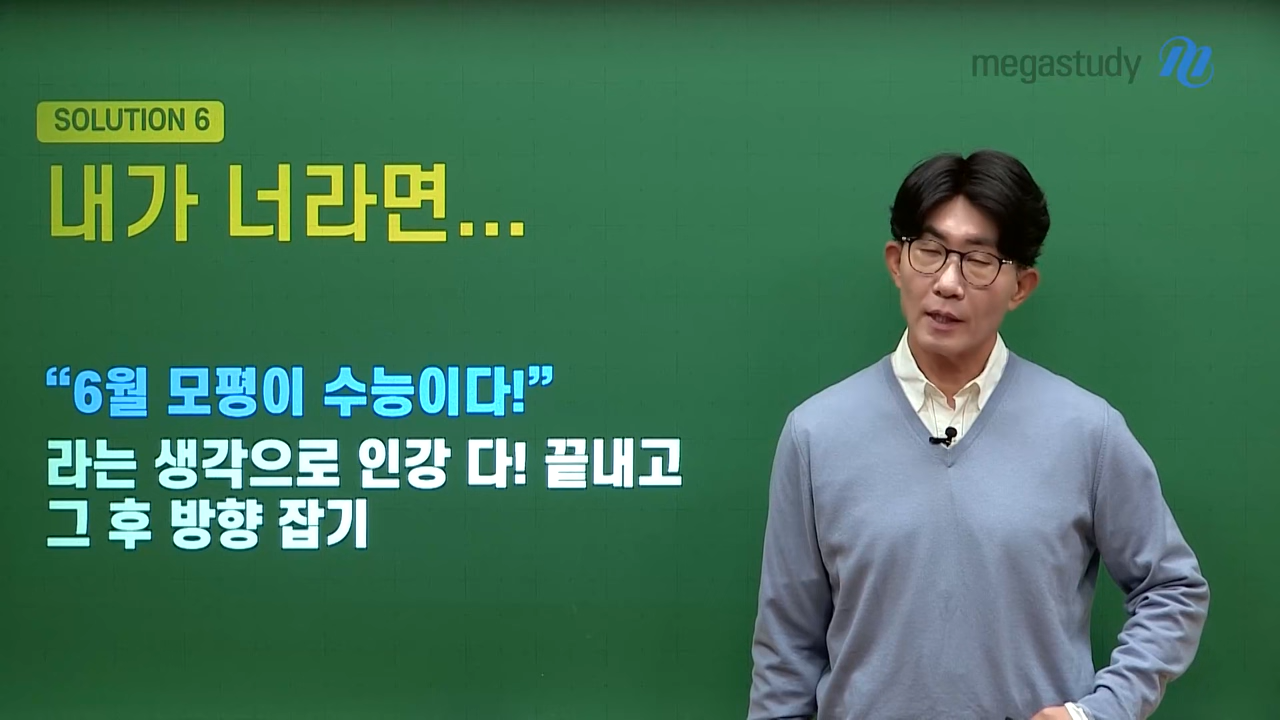 megastudy
SOLUTION 6
내가 너라면...
“6월 모평이 수능이다!”
라는 생각으로 인강 다! 끝내고
그 후 방향 잡기